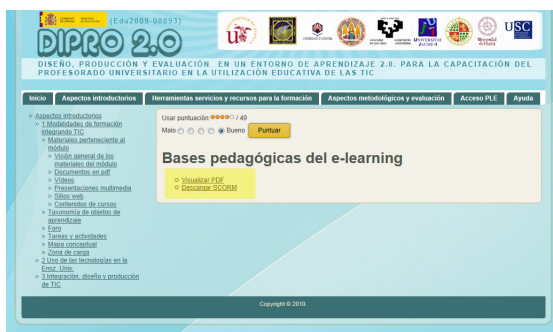 (Edu2009-66693)
DIPRO 2.0
DISEÑO, PRODUCCIÓN Y EVALUACIÓN EN UN ENTORNO DE APRENDIZAJE 2.0. PARA LA CAPACITACIÓN DEL
PROFESORADO UNIVERSITARIO EN LA UTILIZACIÓN EDUCATIVA DE LAS TIC
USC
Inicio Aspectos introductorios Herramientas servicios y recursos para la formación Aspectos metodológicos y evaluación Acceso PLE Ayuda
» Aspectos introductorios
» 1 Modalidades de formación
integrando TIC
» Materiales perteneciente al
módulo
» Visión general de los
materiales del módulo
» Documentos en pdf
» Vídeos
» Presentaciones multimedia
» Sitios web
» Contenidos de cursos
» Taxonomía de objetos de
aprendizaje
» Foro
» Tareas y actividades
» Mapa conceptual
» Zona de carga
» 2 Uso de las tecnologías en la
Ensz. Univ.
» 3 Integración, diseño y producción
de TIC
Usar puntuación: / 49
Malo Bueno Puntuar
Bases pedagógicas del e-learning
Visualizar PDF
Descargar SCORM
Copyright © 2010.